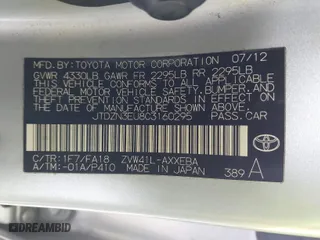 MFD.BY:TOYOTA MOTOR CORPORATION 07/12
GVWR 4330LB GAWR FR 2295LB RR 2295LB
THIS VEHICLE CONFORMS TO ALL APPLICABLE
FEDERAL MOTOR VEHICLE SAFETY, BUMPER,
AND THEFT PREVENTION STANDARDS IN EFFECT ON
THE DATE OF MANUFACTURE SHOWN ABOVE.
JTDZN3EU8C3160295 PASS.CAR
C/TR:1F7/FA18 ZVW41L-AXXEBA
A/TM:-01A/P410 MADE IN JAPAN 389 A
TOYOTA